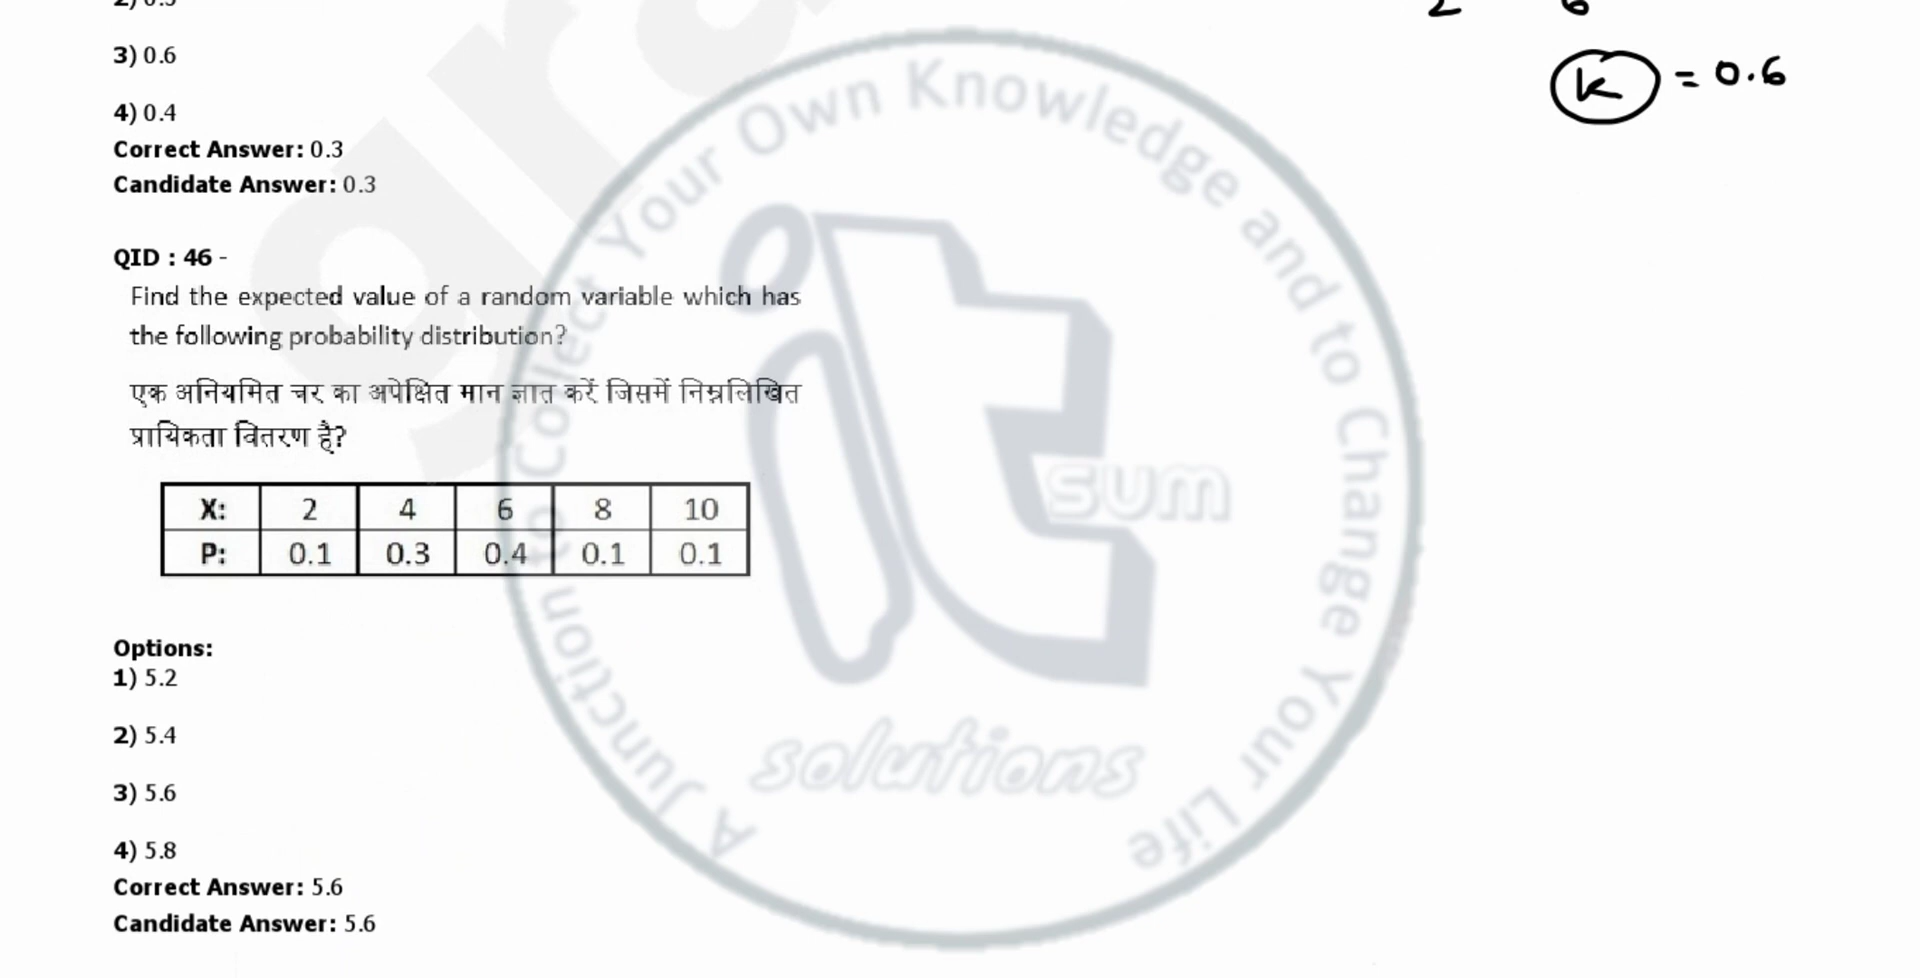 3) 0.6
4) 0.4
Correct Answer: 0.3
Candidate Answer: 0.3
k = 0.6
QID : 46 -
Find the expected value of a random variable which has
the following probability distribution?
एक अनियमित चर का अपेक्षित मान ज्ञात करें जिसमें निम्नलिखित
प्रायिकता वितरण है?
X: 2 4 6 8 10
P: 0.1 0.3 0.4 0.1 0.1
Options:
1) 5.2
2) 5.4
3) 5.6
4) 5.8
Correct Answer: 5.6
Candidate Answer: 5.6
A Junction to Collect Your Own Knowledge and to Change Your Life
it
sum
solutions